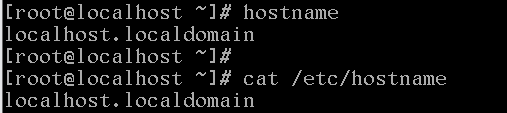 [root@localhost ~]# hostname
localhost.localdomain
[root@localhost ~]#
[root@localhost ~]# cat /etc/hostname
localhost.localdomain